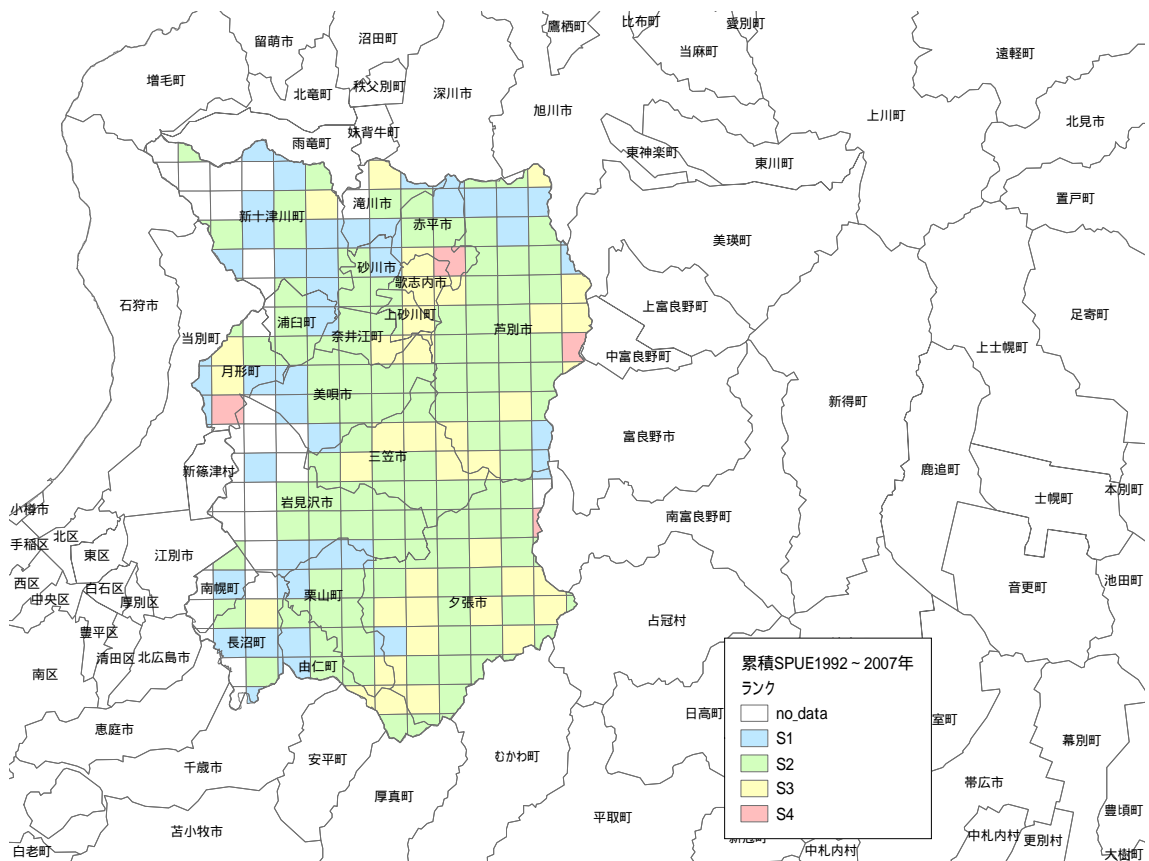 鷹栖町
比布町
愛別町
留萌市
沼田町
当麻町
遠軽町
増毛町
秩父別町
北竜町
深川市
旭川市
上川町
北見市
妹背牛町
雨竜町
東神楽町
東川町
置戸町
滝川市
新十津川町
赤平市
美瑛町
砂川市
歌志内市
石狩市
上富良野町
上砂川町
足寄町
浦臼町
芦別市
奈井江町
当別町
上士幌町
中富良野町
月形町
美唄市
新得町
富良野市
三笠市
新篠津村
鹿追町
本別町
士幌町
岩見沢市
小樽市
南富良野町
北区
手稲区
東区
江別市
西区
白石区
南幌町
池田町
音更町
中央区
厚別区
栗山町
夕張市
占冠村
豊平区
長沼町
清田区
北広島市
由仁町
南区
累積SPUE1992～2007年
ランク
no_data
S1
S2
S3
S4
日高町
室町
恵庭市
幕別町
安平町
むかわ町
千歳市
帯広市
厚真町
平取町
豊頃町
苫小牧市
中札内村
更別村
新冠町
白老町
中札内村
大樹町